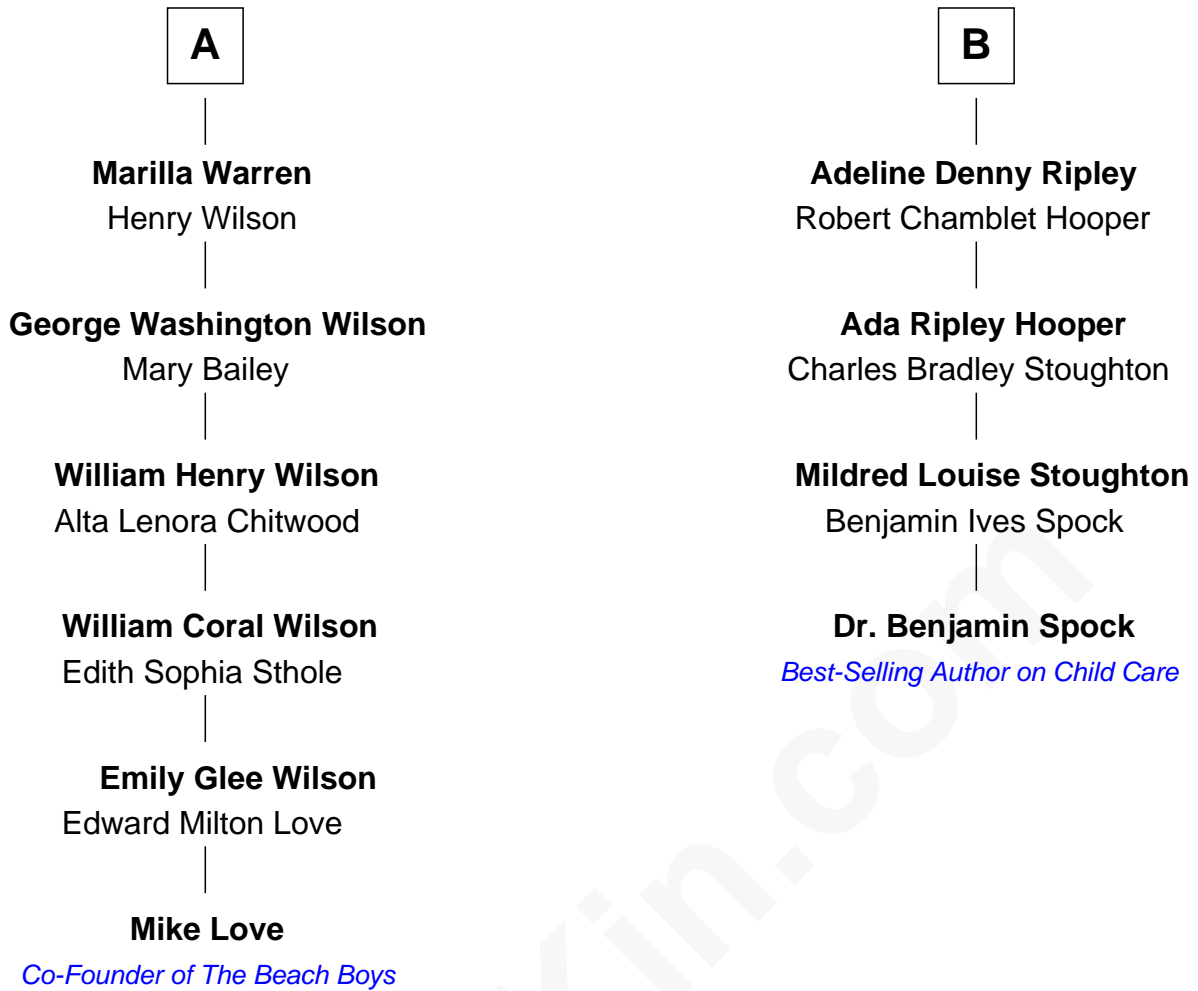 A
Marilla Warren
Henry Wilson
George Washington Wilson
Mary Bailey
William Henry Wilson
Alta Lenora Chitwood
William Coral Wilson
Edith Sophia Sthole
Emily Glee Wilson
Edward Milton Love
Mike Love
Co-Founder of The Beach Boys
B
Adeline Denny Ripley
Robert Chamblet Hooper
Ada Ripley Hooper
Charles Bradley Stoughton
Mildred Louise Stoughton
Benjamin Ives Spock
Dr. Benjamin Spock
Best-Selling Author on Child Care